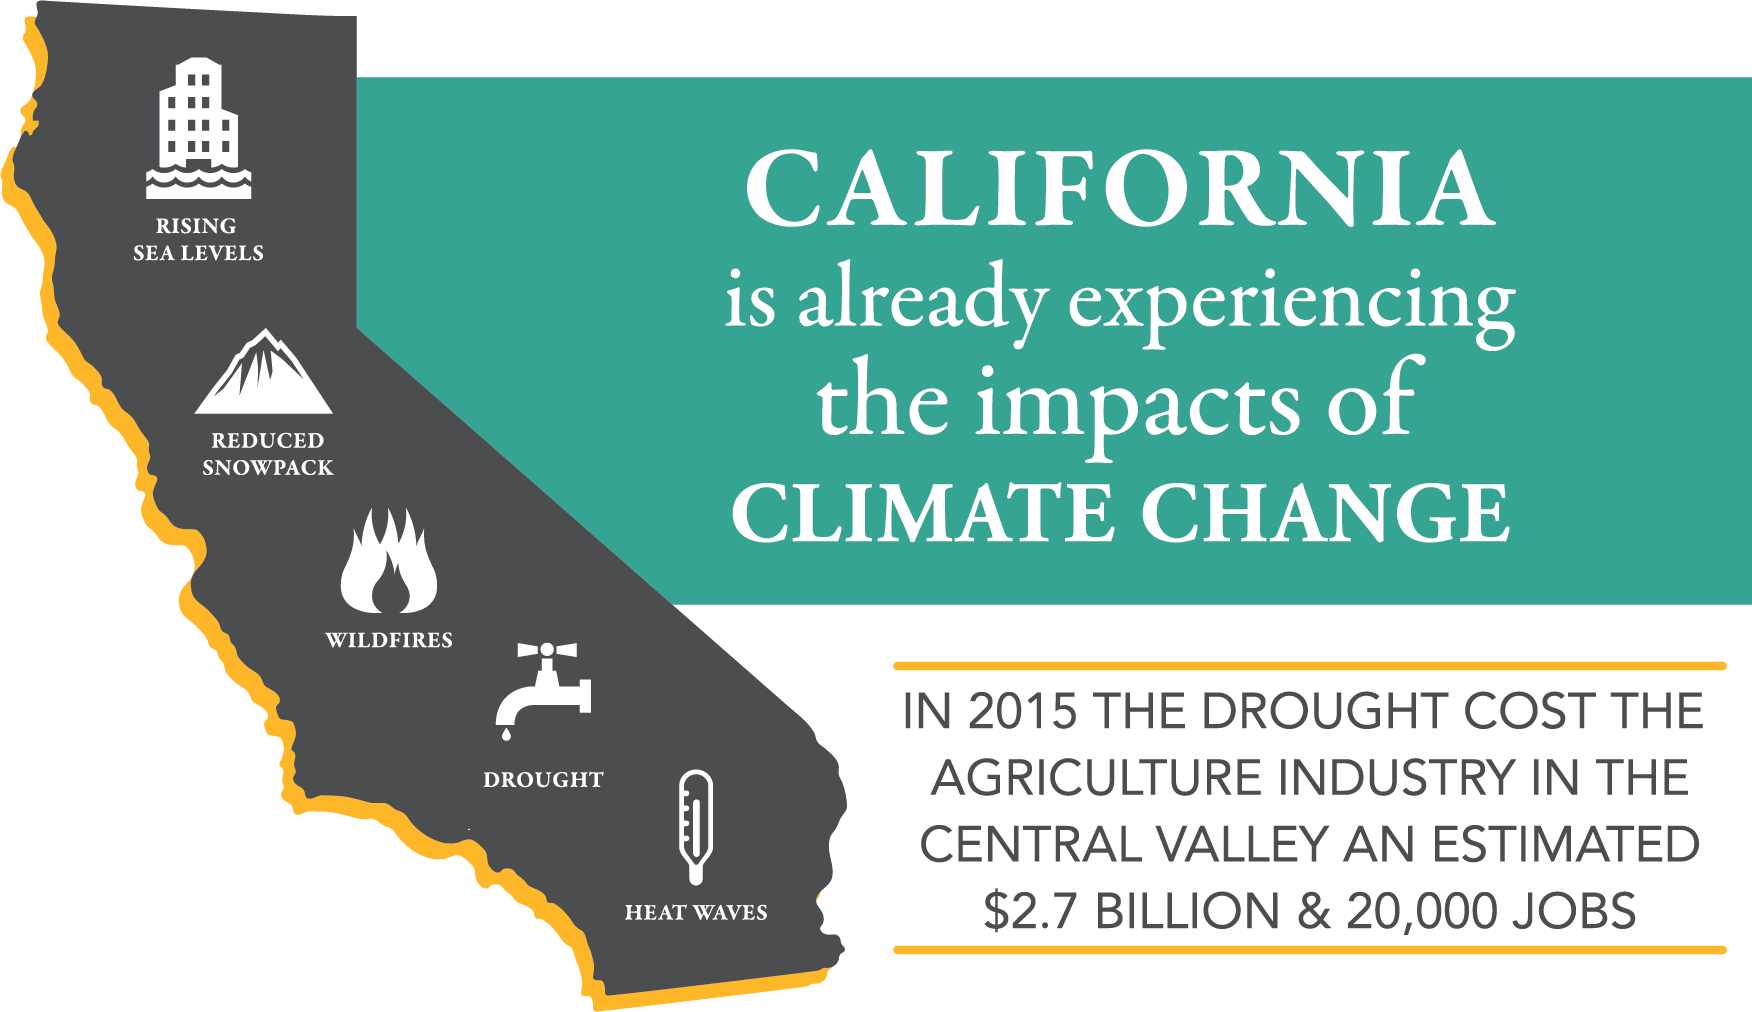 RISING
SEA LEVELS
REDUCED
SNOWPACK
WILDFIRES
DROUGHT
HEAT WAVES
CALIFORNIA
is already experiencing
the impacts of
CLIMATE CHANGE
IN 2015 THE DROUGHT COST THE
AGRICULTURE INDUSTRY IN THE
CENTRAL VALLEY AN ESTIMATED
$2.7 BILLION & 20,000 JOBS